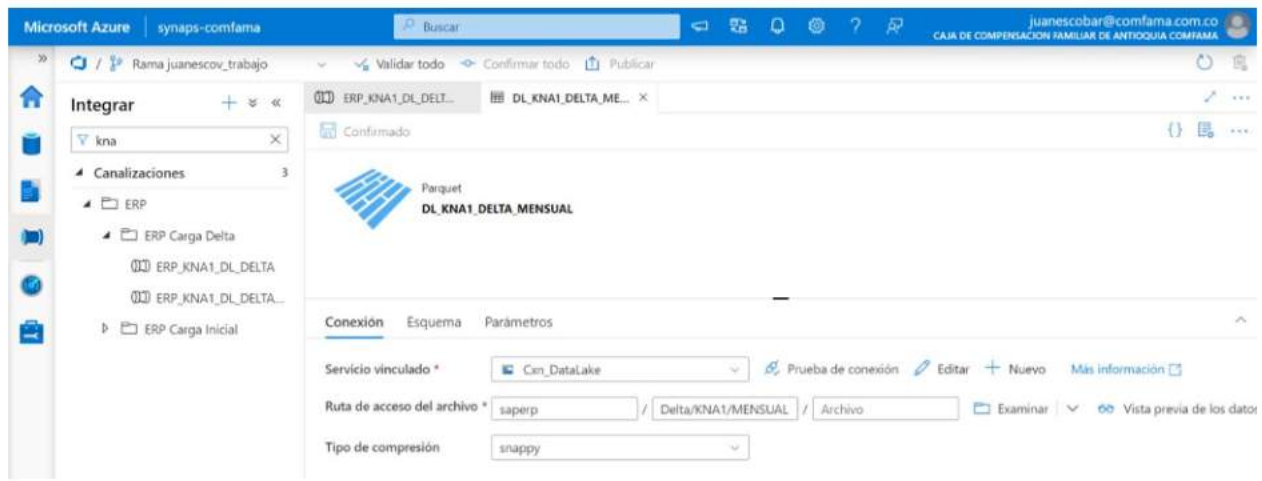 Microsoft Azure synaps-comfama Buscar juanescobar@comfama.com.co
CAJA DE COMPENSACION FAMILIAR DE ANTIOQUIA COMFAMA
» / Rama juanescov_trabajo Validar todo Confirmar todo Publicar
Integrar + « ERP_KNA1_DL_DELT... DL_KNA1_DELTA_ME... × ...
kna × Confirmado {} ...
Canalizaciones 3
Parquet
DL_KNA1_DELTA_MENSUAL
ERP
ERP Carga Delta
ERP_KNA1_DL_DELTA
ERP_KNA1_DL_DELTA...
ERP Carga Inicial
Conexión Esquema Parámetros
Servicio vinculado * Cxn_DataLake Prueba de conexión Editar + Nuevo Más información
Ruta de acceso del archivo * saperp / Delta/KNA1/MENSUAL / Archivo Examinar Vista previa de los datos
Tipo de compresión snappy